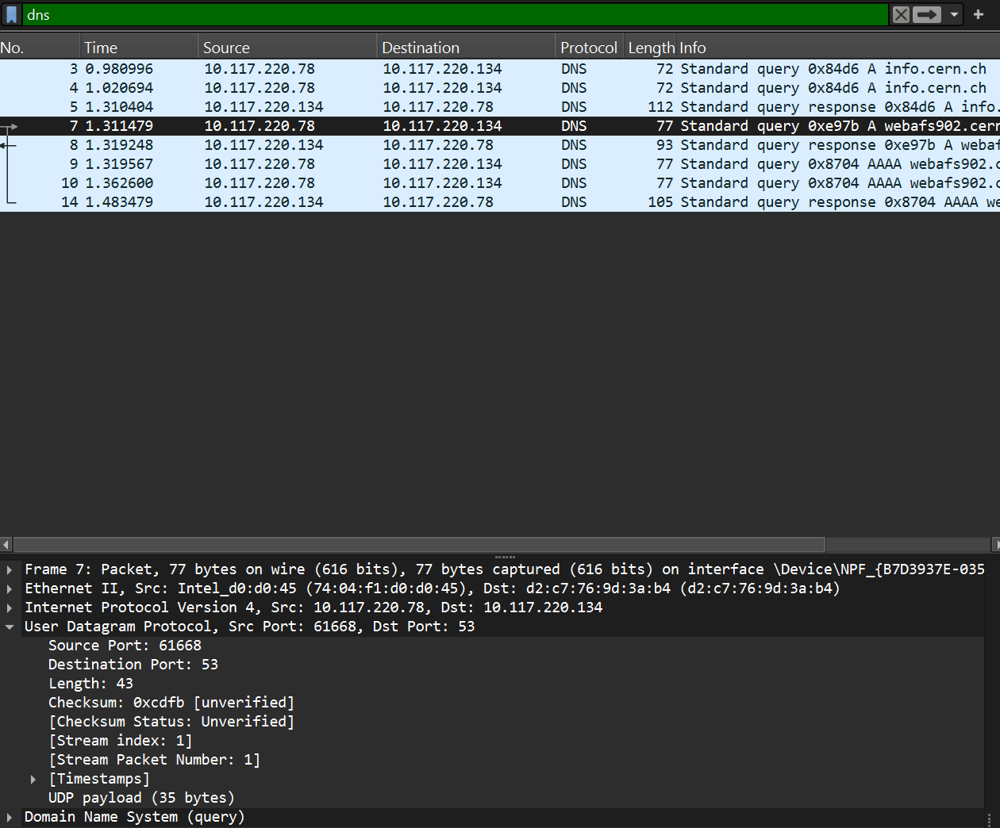 dns
No. Time Source Destination Protocol Length Info
3 0.980996 10.117.220.78 10.117.220.134 DNS 72 Standard query 0x84d6 A info.cern.ch
4 1.020694 10.117.220.78 10.117.220.134 DNS 72 Standard query 0x84d6 A info.cern.ch
5 1.310404 10.117.220.134 10.117.220.78 DNS 112 Standard query response 0x84d6 A info.
7 1.311479 10.117.220.78 10.117.220.134 DNS 77 Standard query 0xe97b A webafs902.cern
8 1.319248 10.117.220.134 10.117.220.78 DNS 93 Standard query response 0xe97b A webaf
9 1.319567 10.117.220.78 10.117.220.134 DNS 77 Standard query 0x8704 AAAA webafs902.c
10 1.362600 10.117.220.78 10.117.220.134 DNS 77 Standard query 0x8704 AAAA webafs902.c
14 1.483479 10.117.220.134 10.117.220.78 DNS 105 Standard query response 0x8704 AAAA we
Frame 7: Packet, 77 bytes on wire (616 bits), 77 bytes captured (616 bits) on interface \Device\NPF_{B7D3937E-035
Ethernet II, Src: Intel_d0:d0:45 (74:04:f1:d0:d0:45), Dst: d2:c7:76:9d:3a:b4 (d2:c7:76:9d:3a:b4)
Internet Protocol Version 4, Src: 10.117.220.78, Dst: 10.117.220.134
User Datagram Protocol, Src Port: 61668, Dst Port: 53
Source Port: 61668
Destination Port: 53
Length: 43
Checksum: 0xcdfb [unverified]
[Checksum Status: Unverified]
[Stream index: 1]
[Stream Packet Number: 1]
[Timestamps]
UDP payload (35 bytes)
Domain Name System (query)